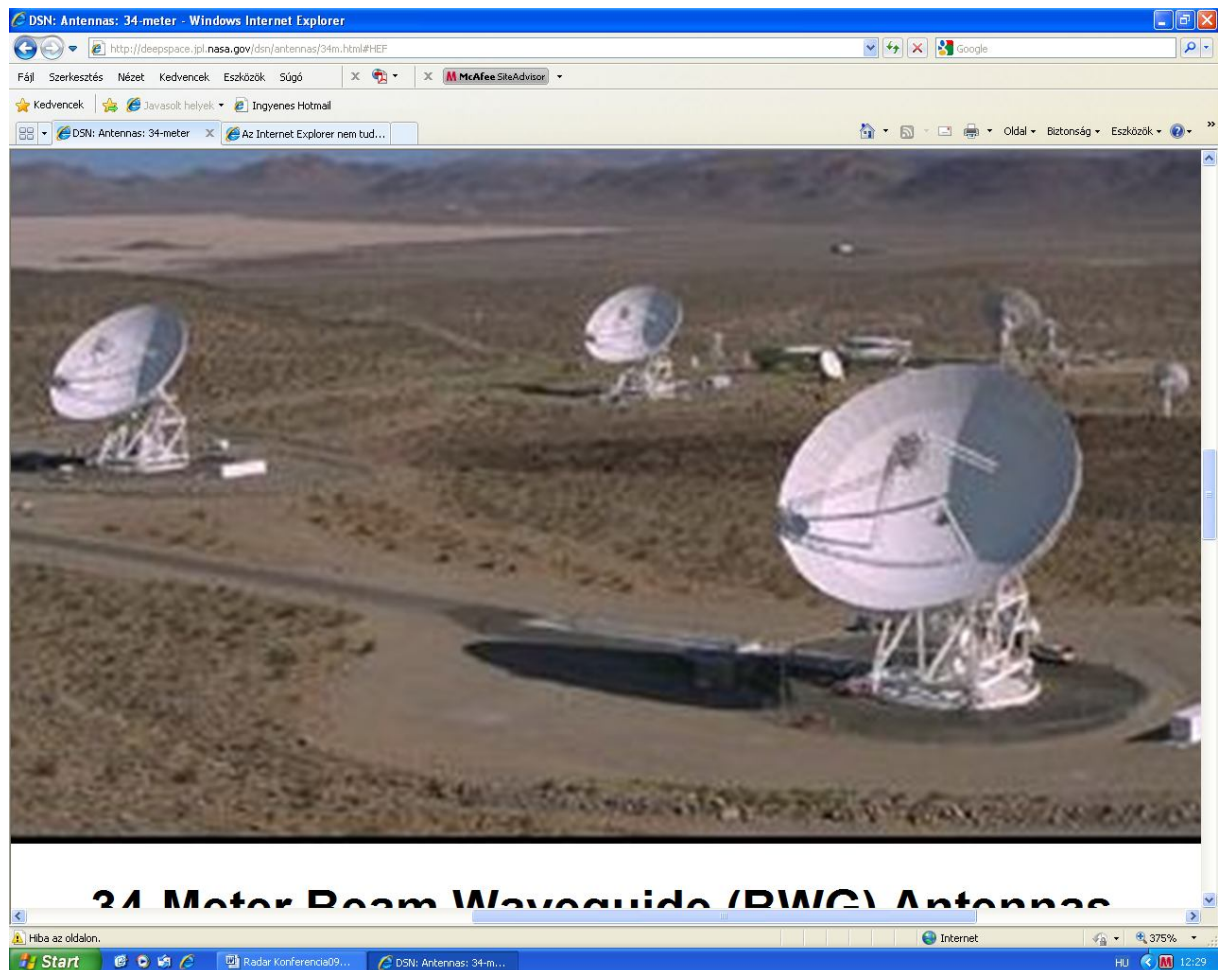 DSN: Antennas: 34-meter - Windows Internet Explorer
http://deepspace.jpl.nasa.gov/dsn/antennas/34m.html#HEF
Google
Fájl Szerkesztés Nézet Kedvencek Eszközök Súgó X X McAfee SiteAdvisor
Kedvencek Javasolt helyek Ingyenes Hotmail
DSN: Antennas: 34-meter X Az Internet Explorer nem tud... Oldal Biztonság Eszközök »
34-Meter Beam Waveguide (BWG) Antennas
Hiba az oldalon. Internet 375%
Start Radar Konferencia09... DSN: Antennas: 34-m... HU M 12:29